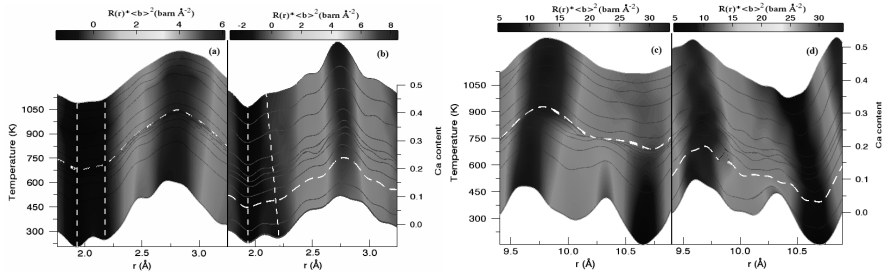 R(r)*<b>²(barn Å⁻²)
0 2 4 6
R(r)*<b>²(barn Å⁻²)
-2 0 2 4 6 8
R(r)*<b>²(barn Å⁻²)
5 10 15 20 25 30
R(r)*<b>²(barn Å⁻²)
5 10 15 20 25 30
(a)
(b)
(c)
(d)
Temperature (K)
1050
900
750
600
450
300
2.0 2.5 3.0
2.0 2.5 3.0
r (Å)
r (Å)
0.5
0.4
0.3
0.2
0.1
0.0
Ca content
Temperature (K)
1050
900
750
600
450
300
9.5 10.0 10.5
9.5 10.0 10.5
r (Å)
r (Å)
0.5
0.4
0.3
0.2
0.1
0.0
Ca content